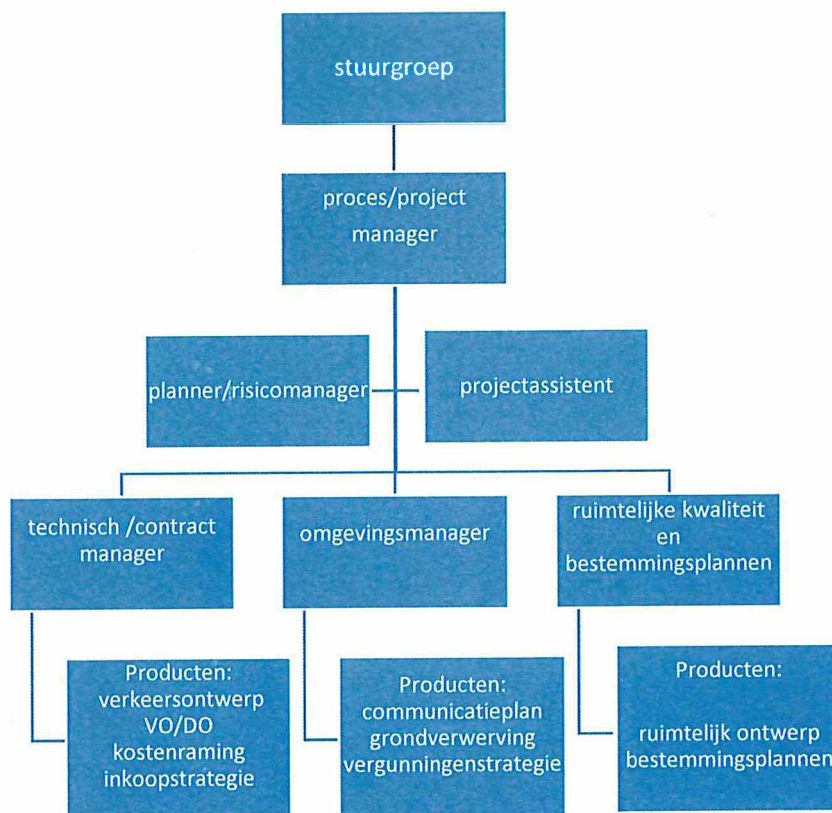 stuurgroep
proces/project
manager
planner/risicomanager
projectassistent
technisch /contract
manager
omgevingsmanager
ruimtelijke kwaliteit
en
bestemmingsplannen
Producten:
verkeersontwerp
VO/DO
kostenraming
inkoopstrategie
Producten:
communicatieplan
grondverwerving
vergunningenstrategie
Producten:
ruimtelijk ontwerp
bestemmingsplannen